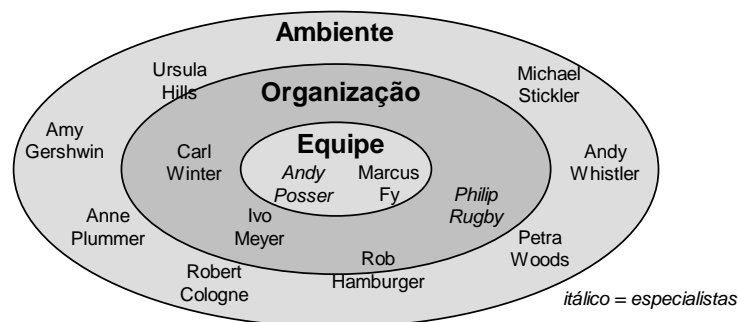 Ambiente
Ursula
Hills
Michael
Stickler
Organização
Amy
Gershwin
Carl
Winter
Equipe
Andy
Posser
Marcus
Fy
Andy
Whistler
Philip
Rugby
Anne
Plummer
Ivo
Meyer
Petra
Woods
Rob
Hamburger
Robert
Cologne
itálico = especialistas